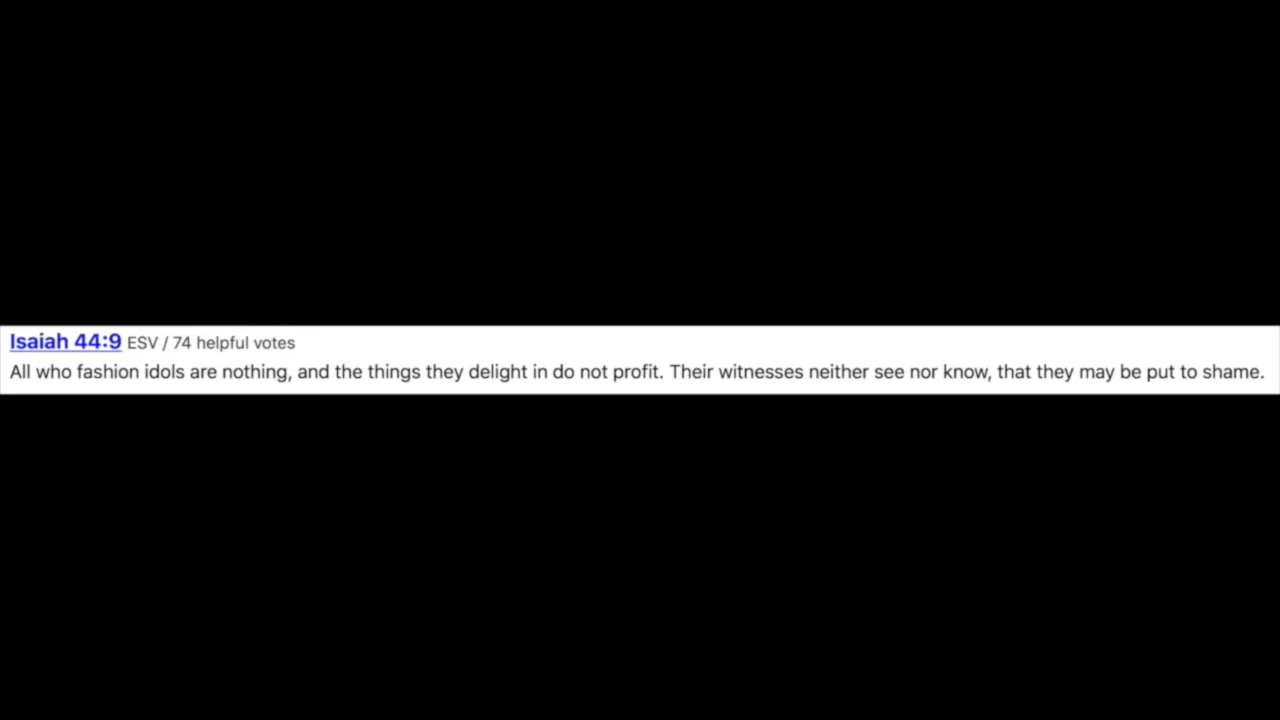 Isaiah 44:9 ESV / 74 helpful votes
All who fashion idols are nothing, and the things they delight in do not profit. Their witnesses neither see nor know, that they may be put to shame.